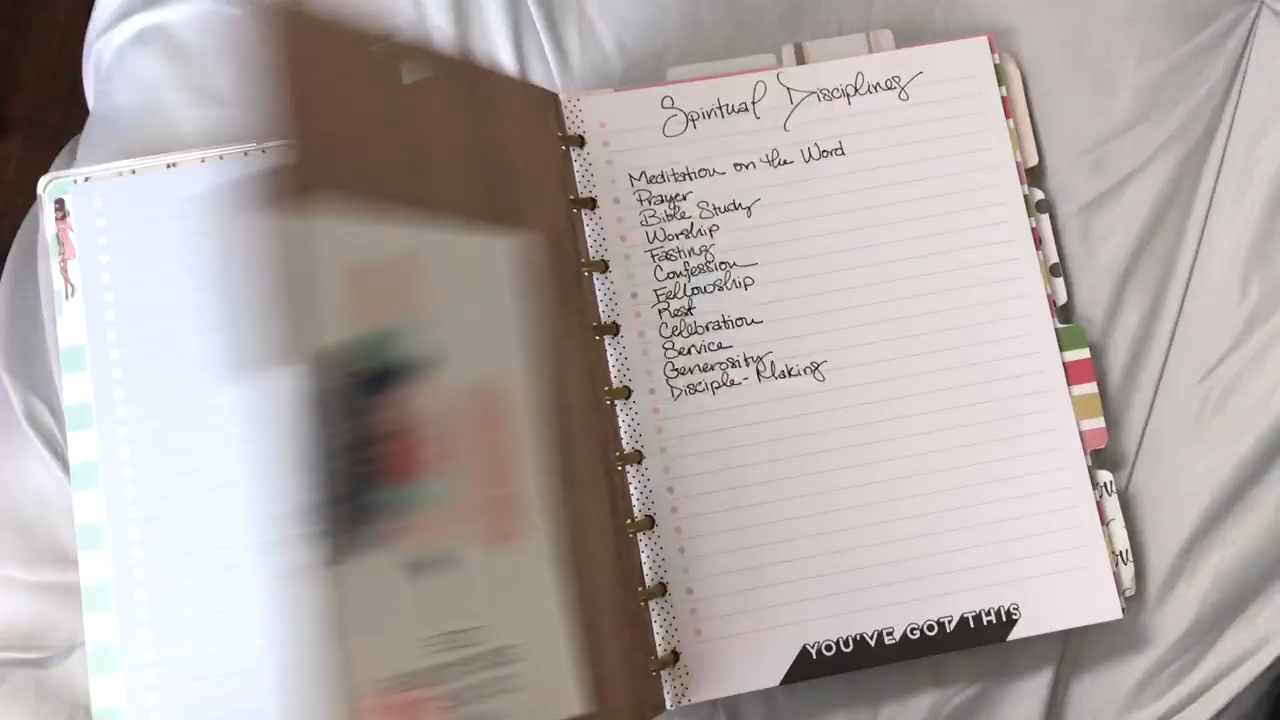 Spiritual Disciplines
Meditation on the Word
Prayer
Bible Study
Worship
Fasting
Confession
Fellowship
Rest
Celebration
Service
Generosity
Disciple-Making
YOU'VE GOT THIS